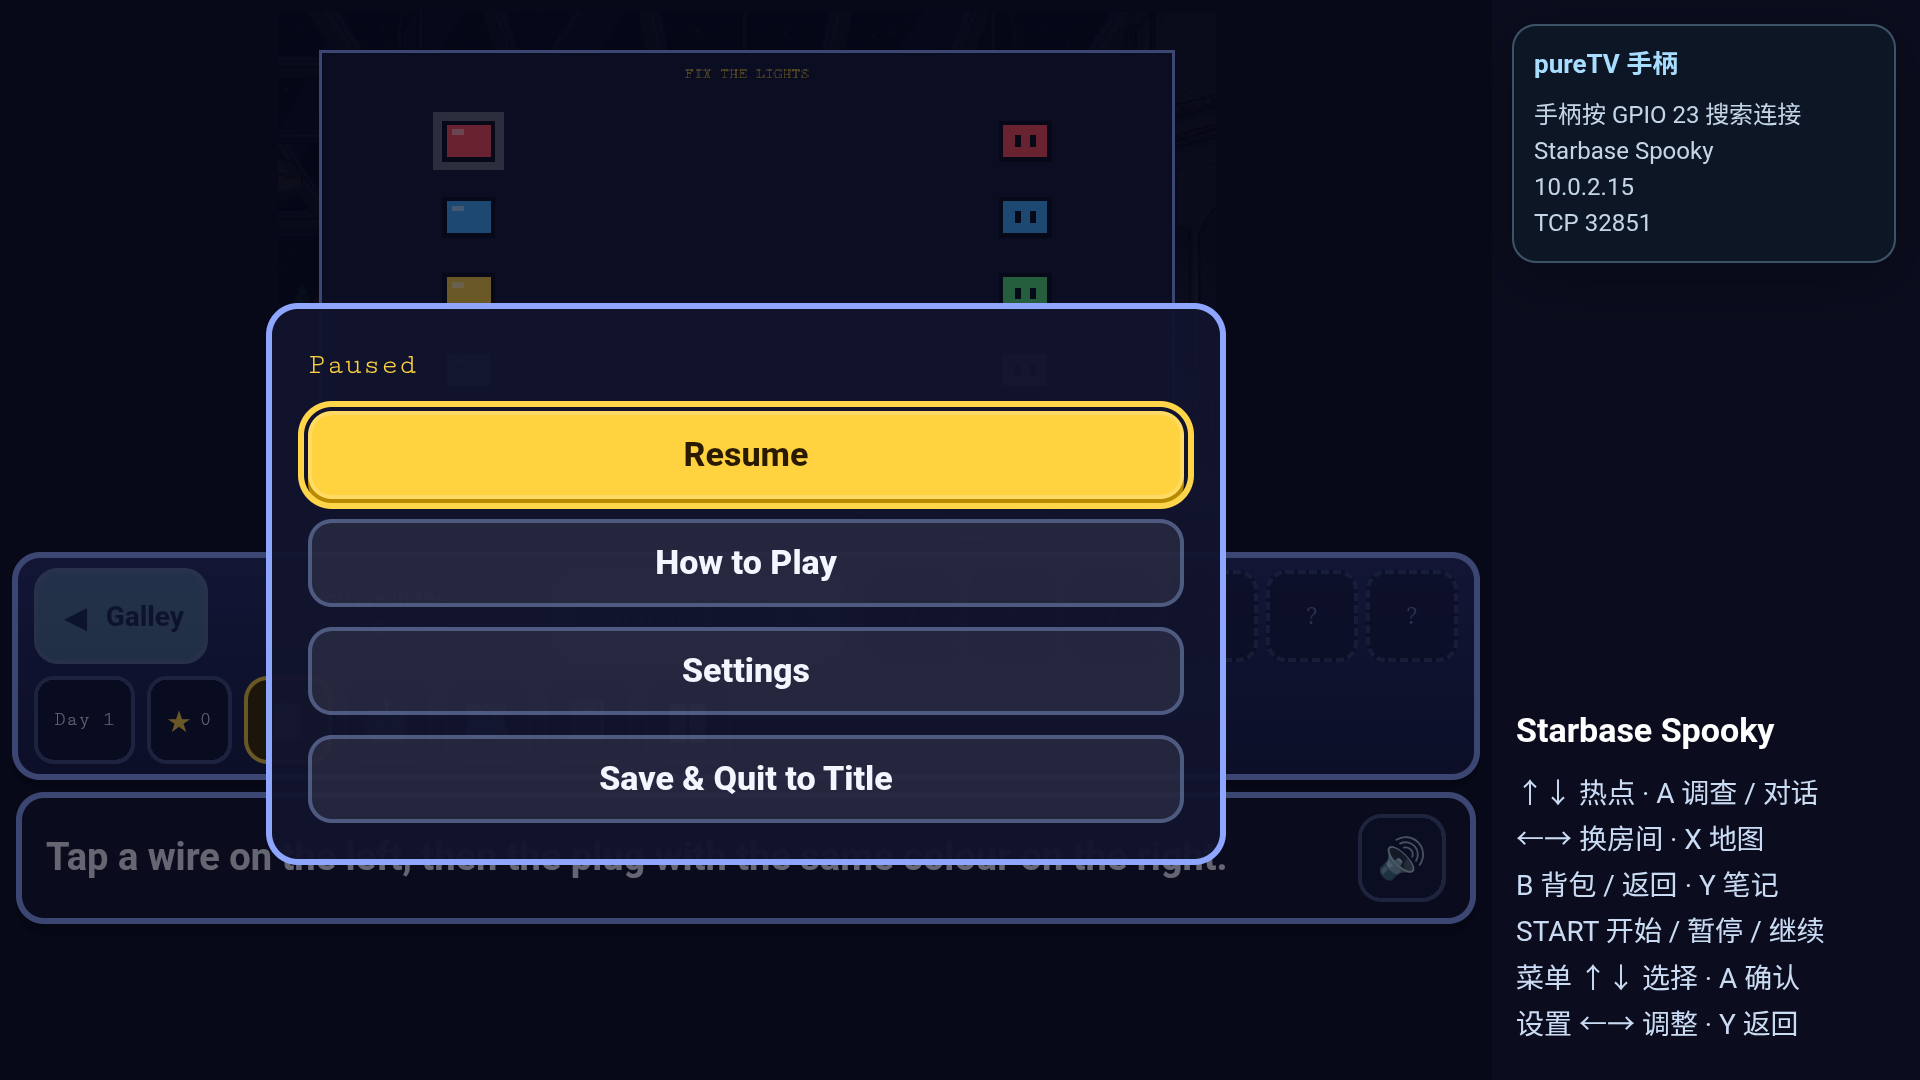 FIX THE LIGHTS
Paused
Resume
How to Play
Settings
Save & Quit to Title
◀ Galley
? ?
Day 1
★ 0
Tap a wire on the left, then the plug with the same colour on the right.
pureTV 手柄
手柄按 GPIO 23 搜索连接
Starbase Spooky
10.0.2.15
TCP 32851
Starbase Spooky
↑↓ 热点 · A 调查 / 对话
←→ 换房间 · X 地图
B 背包 / 返回 · Y 笔记
START 开始 / 暂停 / 继续
菜单 ↑↓ 选择 · A 确认
设置 ←→ 调整 · Y 返回